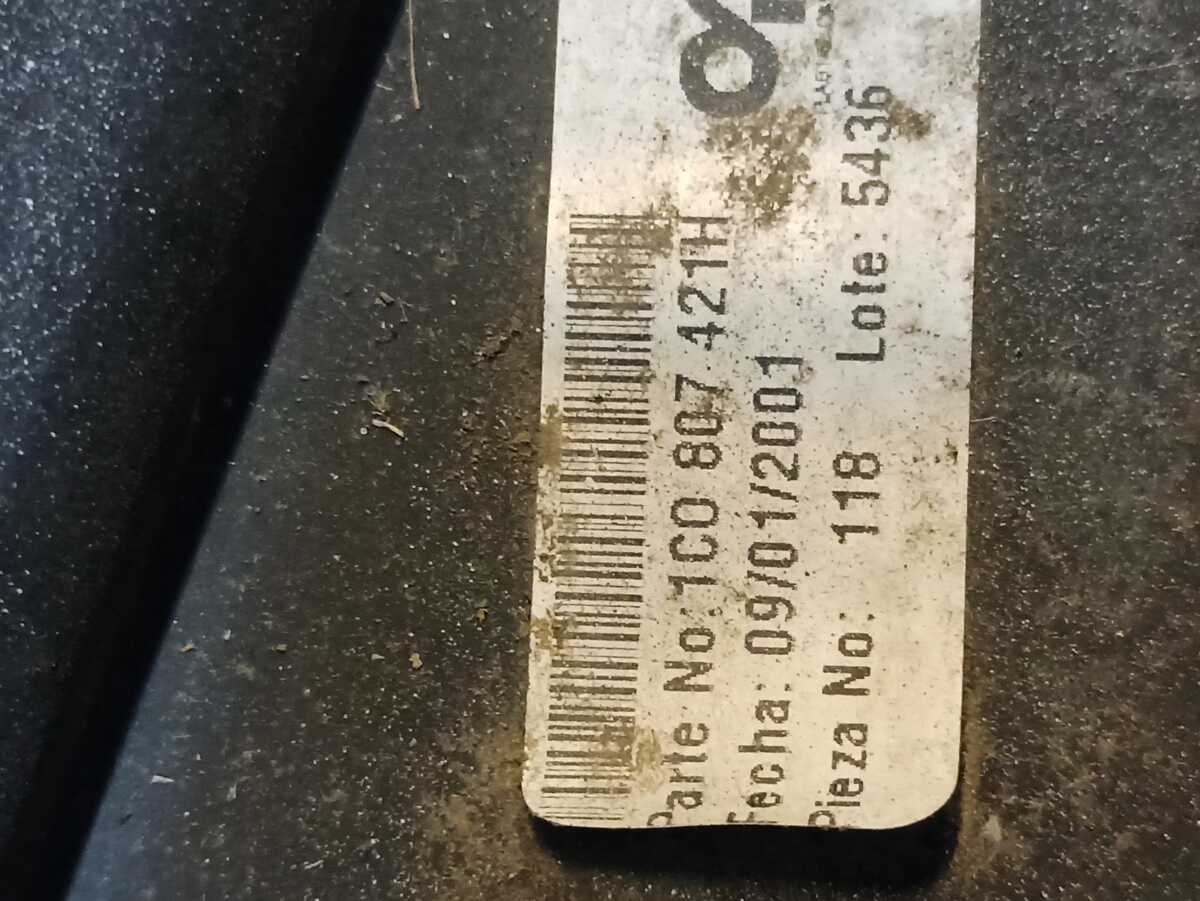 Parte No:1C0 807 421H
Fecha: 09/01/2001
Pieza No: 118 Lote: 5436